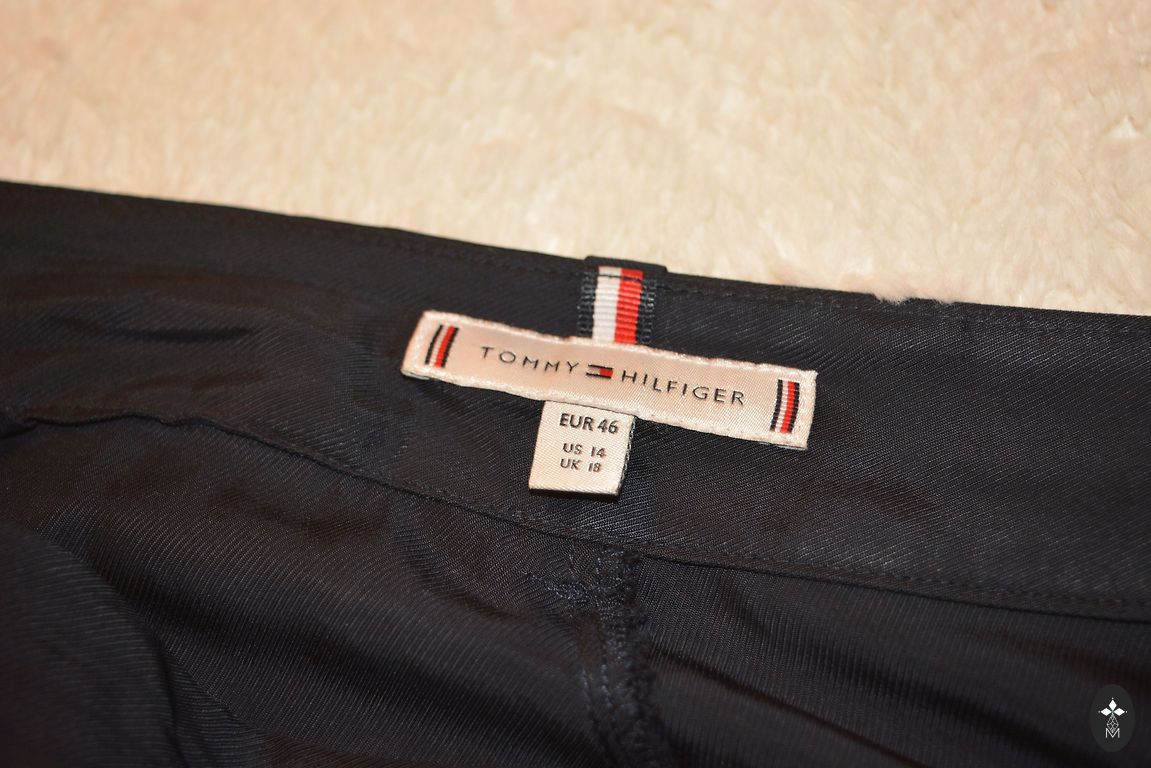 TOMMY HILFIGER
EUR 46
US 14
UK 18
M